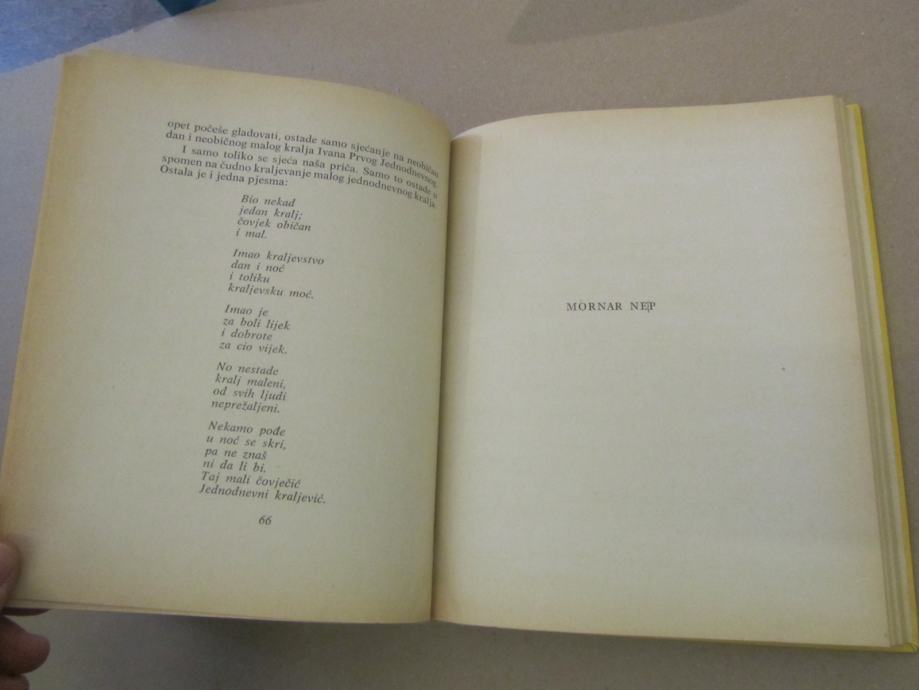 opet počeše gladovati, ostade samo sjećanje na neobičan
dan i neobičnog malog kralja Ivana Prvog Jednodnevnog.
I samo toliko se sjeća naša priča. Samo to ostade u
spomen na čudno kraljevanje malog jednodnevnog kralja.
Ostala je i jedna pjesma:
Bio nekad
jedan kralj;
čovjek običan
i mal.
Imao kraljevstvo
dan i noć
i toliku
kraljevsku moć.
Imao je
za boli lijek
i dobrote
za cio vijek.
No nestade
kralj maleni,
od svih ljudi
neprežaljeni.
Nekamo pođe
u noć se skri,
pa ne znaš
ni da li bi.
Taj mali čovječić
Jednodnevni kraljević.
66
MORNAR NEP